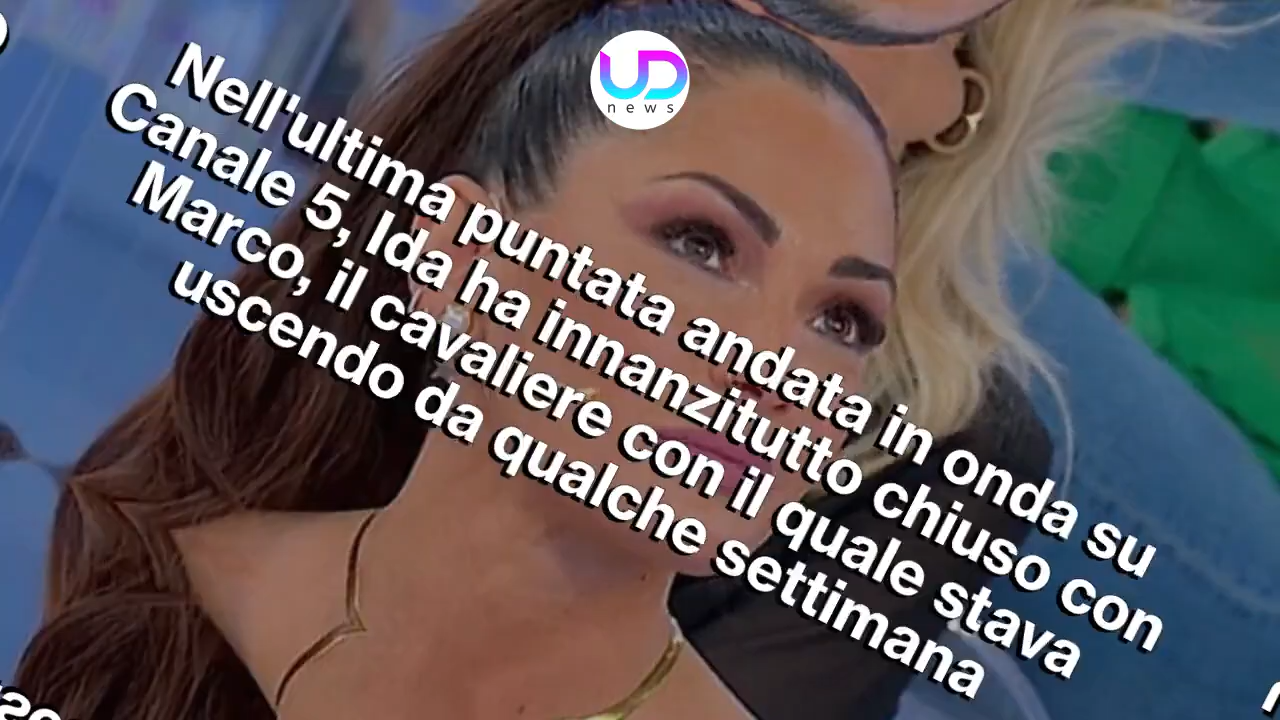 UD
news
Nell'ultima puntata andata in onda su
Canale 5, Ida ha innanzitutto chiuso con
Marco, il cavaliere con il quale stava
uscendo da qualche settimana